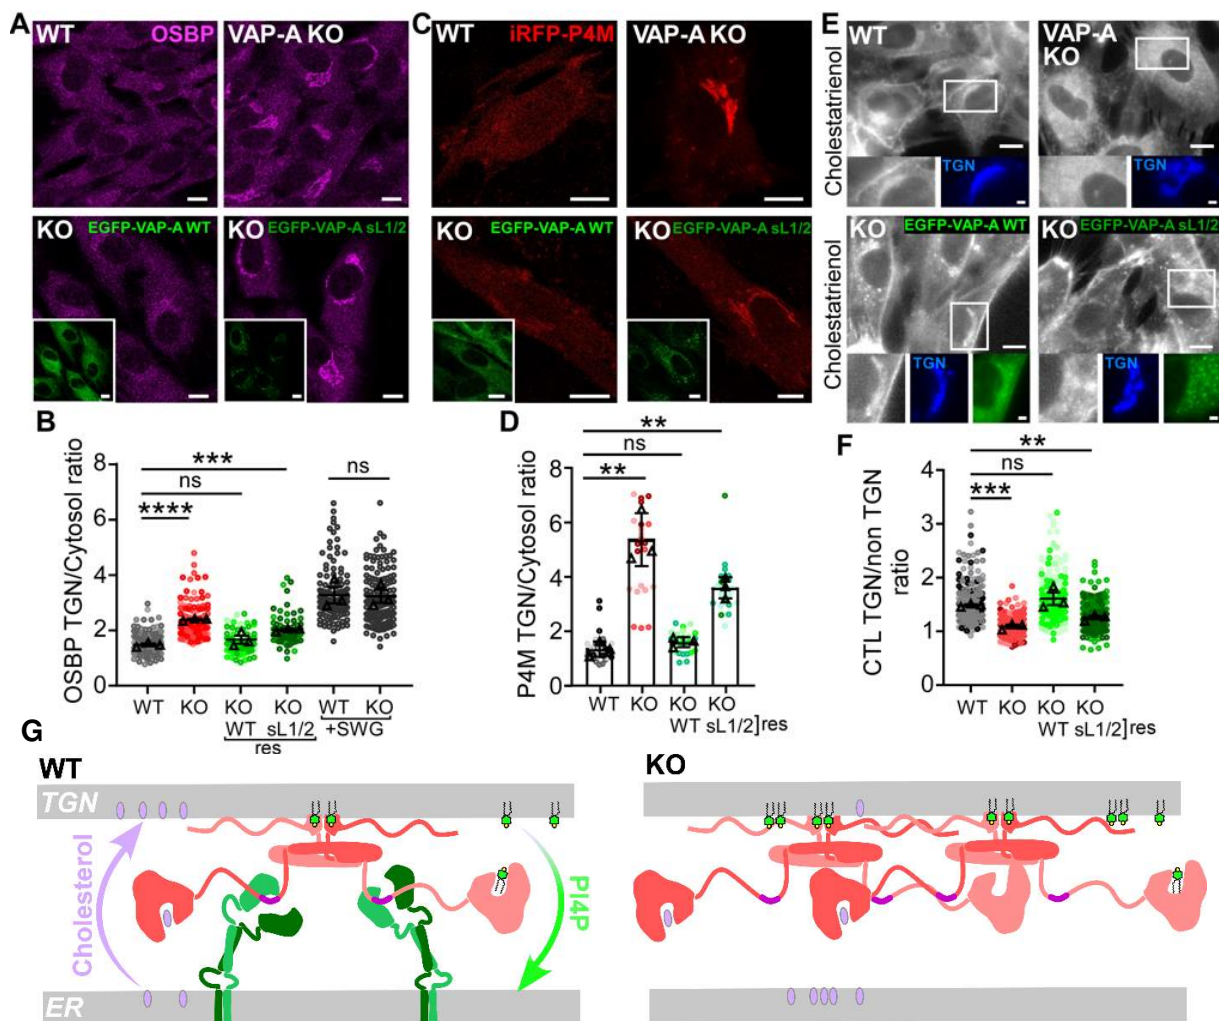 A
WT
OSBP
VAP-A KO
KO
EGFP-VAP-A WT
KO
EGFP-VAP-A sL1/2
C
WT
iRFP-P4M
VAP-A KO
KO
EGFP-VAP-A WT
KO
EGFP-VAP-A sL1/2
E
Cholestatrienol
WT
TGN
VAP-A
KO
TGN
Cholestatrienol
KO
EGFP-VAP-A WT
TGN
KO
EGFP-VAP-A sL1/2
TGN
B
OSBP TGN/Cytosol ratio
8
6
4
2
0
****
ns
***
ns
WT KO KO KO WT KO
WT sL1/2 +SWG
res
D
P4M TGN/Cytosol ratio
8
6
4
2
0
**
ns
**
WT KO KO KO
WT sL1/2]res
F
CTL TGN/non TGN
ratio
4
3
2
1
0
***
ns
**
WT KO KO KO
WT sL1/2]res
G
WT
TGN
Cholesterol
PI4P
ER
KO